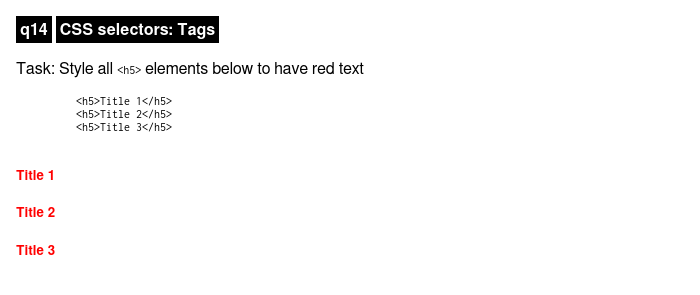 q14 CSS selectors: Tags
Task: Style all <h5> elements below to have red text
<h5>Title 1</h5>
<h5>Title 2</h5>
<h5>Title 3</h5>
Title 1
Title 2
Title 3